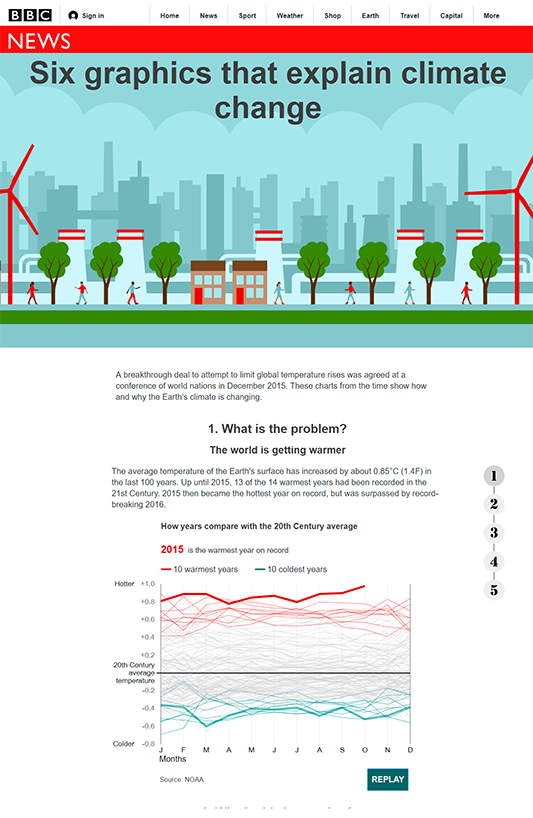 BBC Sign in Home News Sport Weather Shop Earth Travel Capital More
NEWS
Six graphics that explain climate
change
A breakthrough deal to attempt to limit global temperature rises was agreed at a
conference of world nations in December 2015. These charts from the time show how
and why the Earth's climate is changing.
1. What is the problem?
The world is getting warmer
The average temperature of the Earth's surface has increased by about 0.85°C (1.4F) in
the last 100 years. Up until 2015, 13 of the 14 warmest years had been recorded in the
21st Century. 2015 then became the hottest year on record, but was surpassed by record-
breaking 2016.
1
2
3
4
5
How years compare with the 20th Century average
2015 is the warmest year on record
10 warmest years 10 coldest years
Hotter +1.0
+0.8
+0.6
+0.4
+0.2
20th Century
average
temperature
-0.2
-0.4
-0.6
Colder -0.8
J F M A M J J A S O N D
Months
Source: NOAA
REPLAY